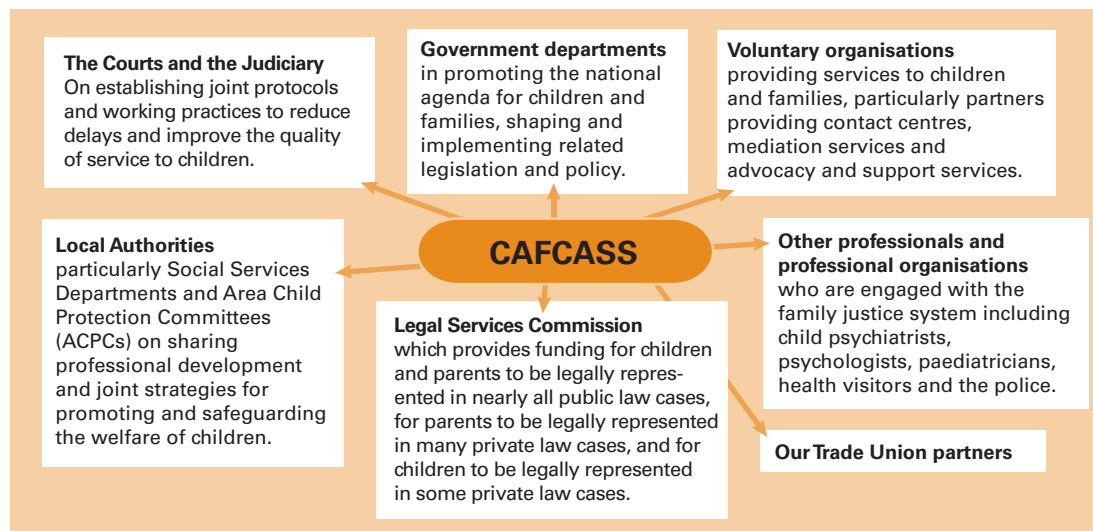 The Courts and the Judiciary
On establishing joint protocols
and working practices to reduce
delays and improve the quality
of service to children.
Government departments
in promoting the national
agenda for children and
families, shaping and
implementing related
legislation and policy.
Voluntary organisations
providing services to children
and families, particularly partners
providing contact centres,
mediation services and
advocacy and support services.
CAFCASS
Local Authorities
particularly Social Services
Departments and Area Child
Protection Committees
(ACPCs) on sharing
professional development
and joint strategies for
promoting and safeguarding
the welfare of children.
Legal Services Commission
which provides funding for children
and parents to be legally repres-
ented in nearly all public law cases,
for parents to be legally represented
in many private law cases, and for
children to be legally represented
in some private law cases.
Other professionals and
professional organisations
who are engaged with the
family justice system including
child psychiatrists,
psychologists, paediatricians,
health visitors and the police.
Our Trade Union partners